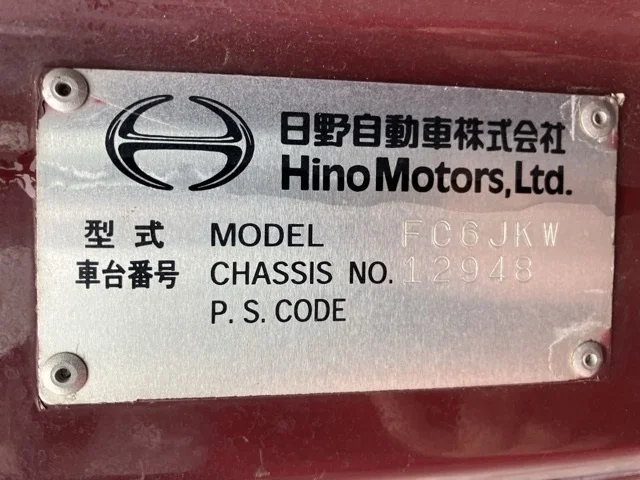 日野自動車株式会社
Hino Motors, Ltd.
型式 MODEL FC6JKW
車台番号 CHASSIS NO. 12948
P. S. CODE